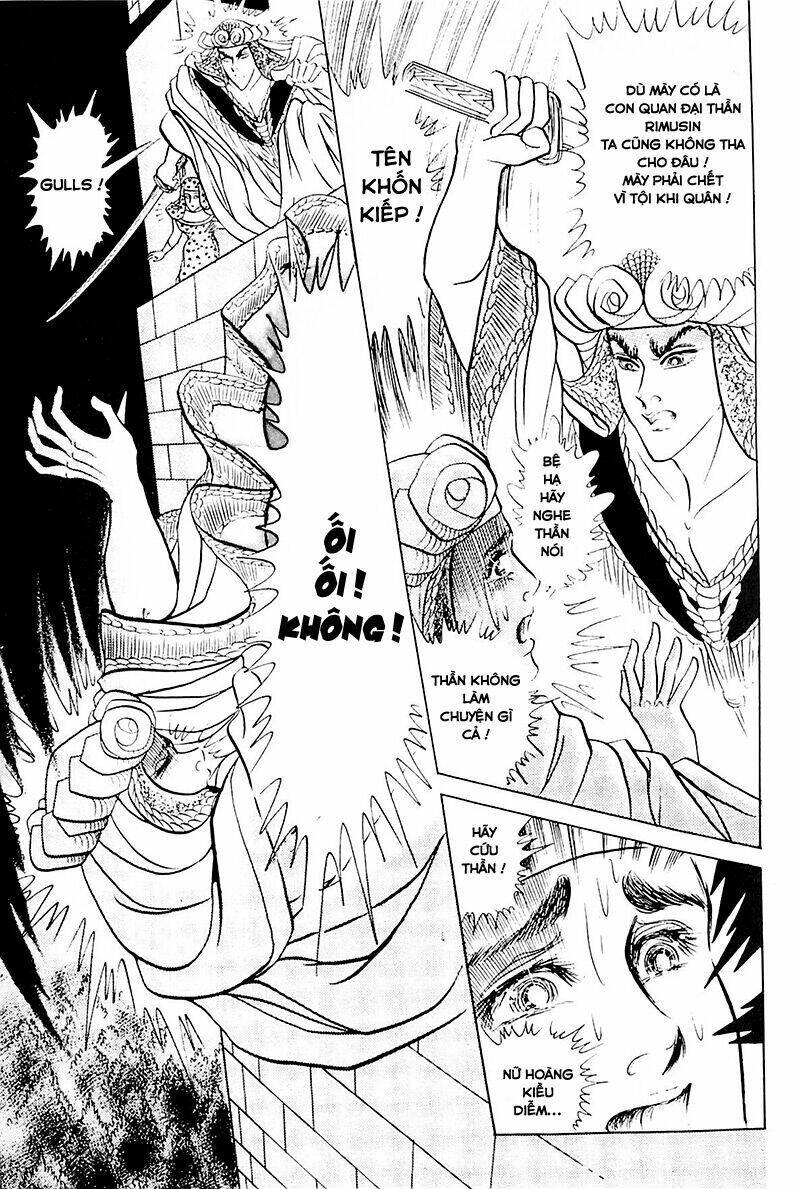 DÙ MÀY CÓ LÀ
CON QUAN ĐẠI THẦN
RIMUSIN
TA CŨNG KHÔNG THA
CHO ĐÂU !
MÀY PHẢI CHẾT
VÌ TỘI KHI QUÂN !
TÊN
KHỐN
KIẾP !
BỆ
HẠ
HÃY
NGHE
THẦN
NÓI
THẦN KHÔNG
LÀM
CHUYỆN GÌ
CẢ !
HÃY
CỨU
THẦN !
NỮ HOÀNG
KIỀU
DIỄM...
GULLS !
ỐI
ỐI !
KHÔNG !